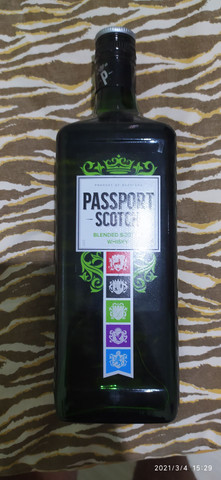 PASSPORT
SCOTCH
BLENDED SCOTCH
WHISKY
2021/3/4 15:29